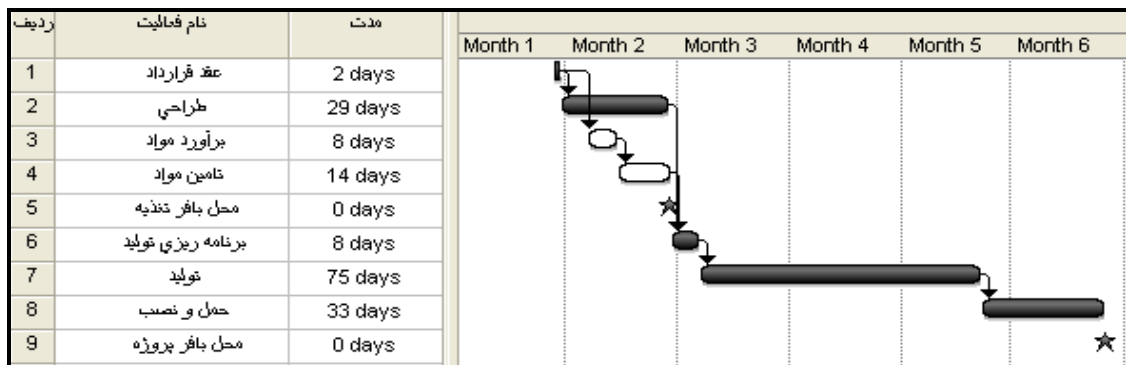 ردیف نام فعالیت مدت
Month 1 Month 2 Month 3 Month 4 Month 5 Month 6
1 عقد قرارداد 2 days
2 طراحي 29 days
3 برآورد مواد 8 days
4 تامین مواد 14 days
5 محل بافر تغذیه 0 days
6 برنامه ریزي تولید 8 days
7 تولید 75 days
8 حمل و نصب 33 days
9 محل بافر پروژه 0 days